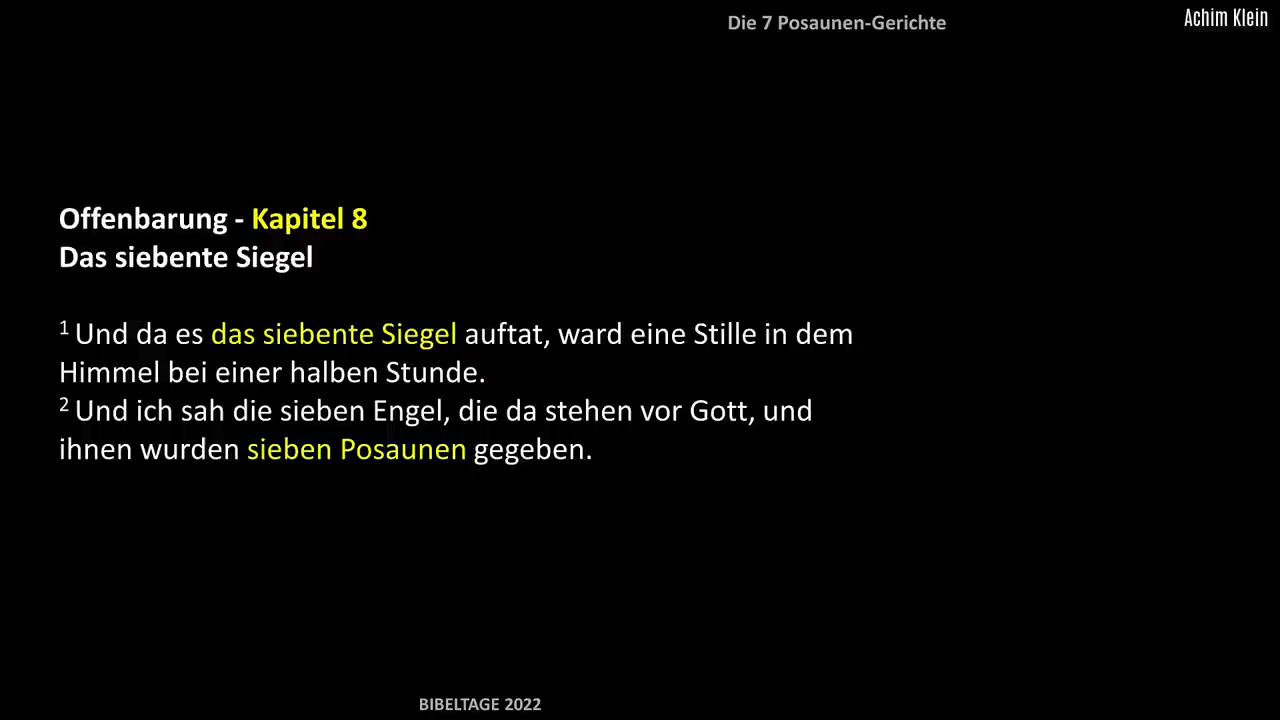 Die 7 Posaunen-Gerichte
Achim Klein
Offenbarung - Kapitel 8
Das siebente Siegel
1 Und da es das siebente Siegel auftat, ward eine Stille in dem
Himmel bei einer halben Stunde.
2 Und ich sah die sieben Engel, die da stehen vor Gott, und
ihnen wurden sieben Posaunen gegeben.
BIBELTAGE 2022